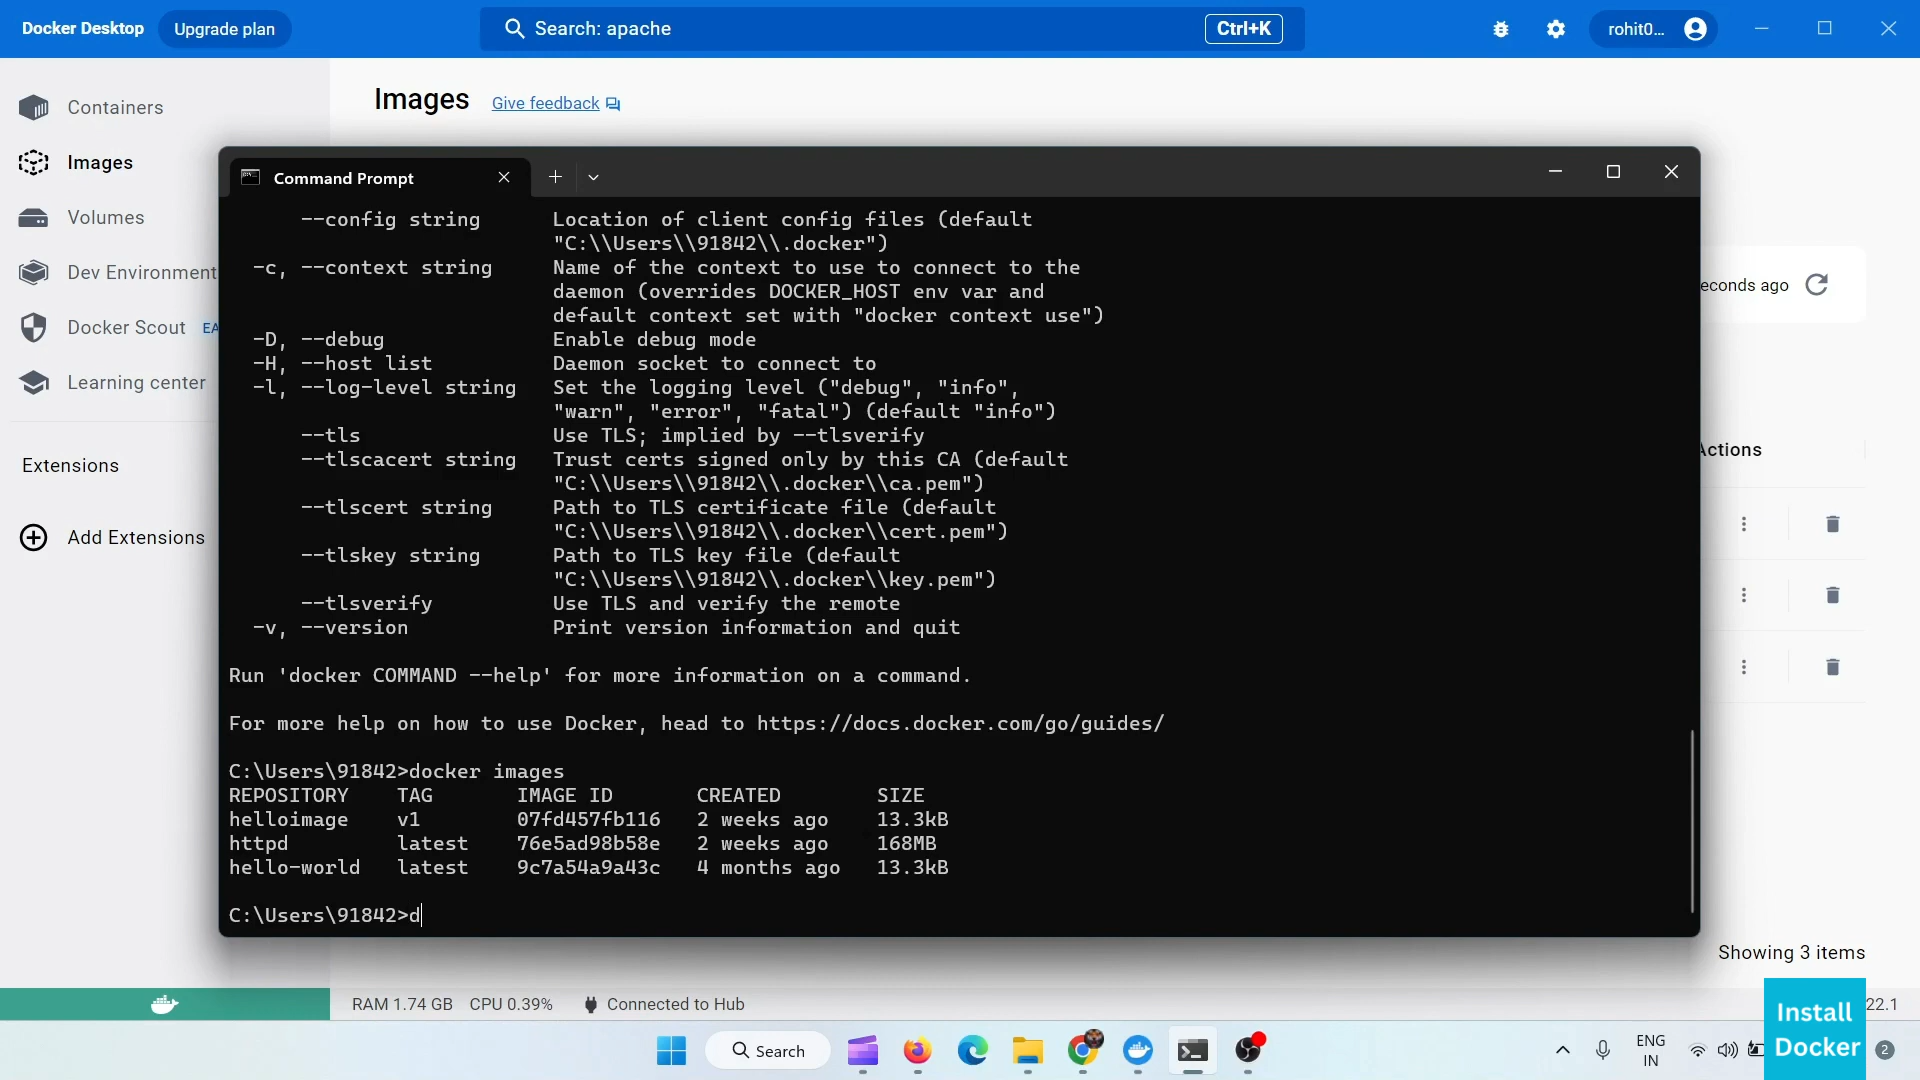 Docker Desktop
Upgrade plan
Search: apache
Ctrl+K
rohit0...
Containers
Images
Volumes
Dev Environment
Docker Scout EA
Learning center
Extensions
Add Extensions
Images
Give feedback
econds ago
Actions
Command Prompt
--config string Location of client config files (default
"C:\\Users\\91842\\.docker")
-c, --context string Name of the context to use to connect to the
daemon (overrides DOCKER_HOST env var and
default context set with "docker context use")
-D, --debug Enable debug mode
-H, --host list Daemon socket to connect to
-l, --log-level string Set the logging level ("debug", "info",
"warn", "error", "fatal") (default "info")
--tls Use TLS; implied by --tlsverify
--tlscacert string Trust certs signed only by this CA (default
"C:\\Users\\91842\\.docker\\ca.pem")
--tlscert string Path to TLS certificate file (default
"C:\\Users\\91842\\.docker\\cert.pem")
--tlskey string Path to TLS key file (default
"C:\\Users\\91842\\.docker\\key.pem")
--tlsverify Use TLS and verify the remote
-v, --version Print version information and quit
Run 'docker COMMAND --help' for more information on a command.
For more help on how to use Docker, head to https://docs.docker.com/go/guides/
C:\Users\91842>docker images
REPOSITORY TAG IMAGE ID CREATED SIZE
helloimage v1 07fd457fb116 2 weeks ago 13.3kB
httpd latest 76e5ad98b58e 2 weeks ago 168MB
hello-world latest 9c7a54a9a43c 4 months ago 13.3kB
C:\Users\91842>d
Showing 3 items
RAM 1.74 GB CPU 0.39% Connected to Hub
22.1
Install
Docker
Search
ENG
IN
2